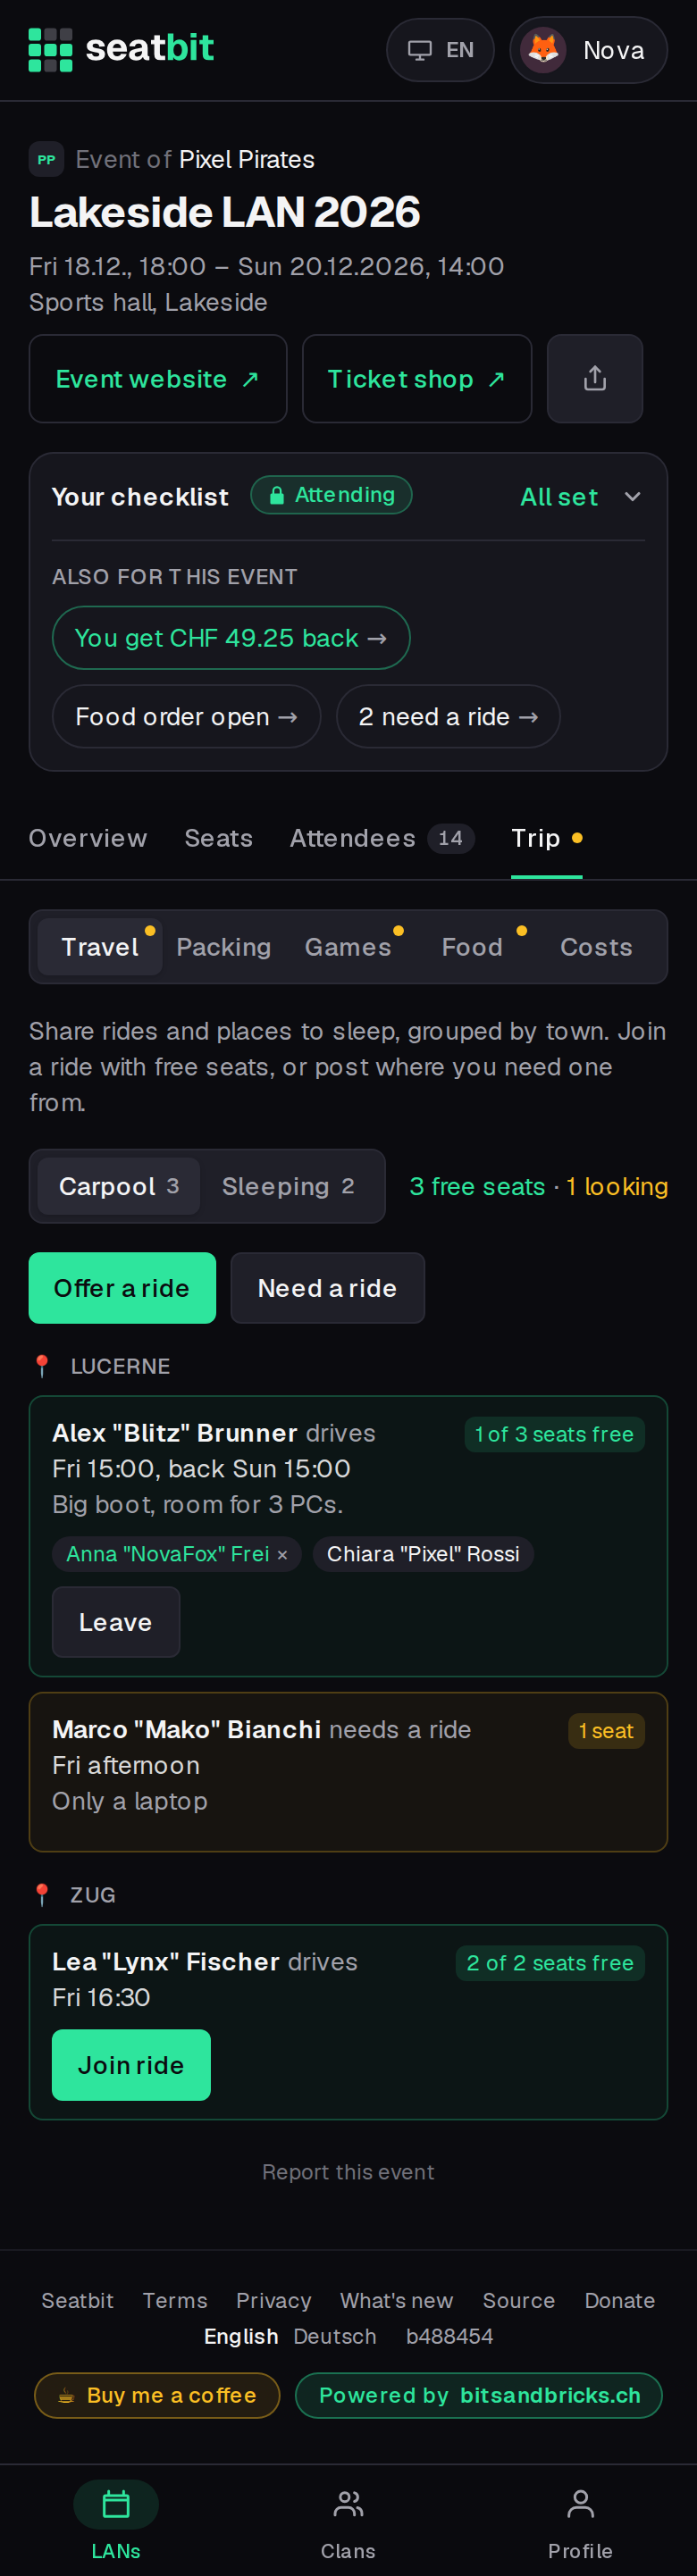 seatbit
EN
Nova
PP Event of Pixel Pirates
Lakeside LAN 2026
Fri 18.12., 18:00 – Sun 20.12.2026, 14:00
Sports hall, Lakeside
Event website ↗ Ticket shop ↗
Your checklist Attending All set
ALSO FOR THIS EVENT
You get CHF 49.25 back →
Food order open → 2 need a ride →
Overview Seats Attendees 14 Trip
Travel Packing Games Food Costs
Share rides and places to sleep, grouped by town. Join
a ride with free seats, or post where you need one
from.
Carpool 3 Sleeping 2 3 free seats · 1 looking
Offer a ride Need a ride
LUCERNE
Alex "Blitz" Brunner drives 1 of 3 seats free
Fri 15:00, back Sun 15:00
Big boot, room for 3 PCs.
Anna "NovaFox" Frei × Chiara "Pixel" Rossi
Leave
Marco "Mako" Bianchi needs a ride 1 seat
Fri afternoon
Only a laptop
ZUG
Lea "Lynx" Fischer drives 2 of 2 seats free
Fri 16:30
Join ride
Report this event
Seatbit Terms Privacy What's new Source Donate
English Deutsch b488454
Buy me a coffee Powered by bitsandbricks.ch
LANs Clans Profile